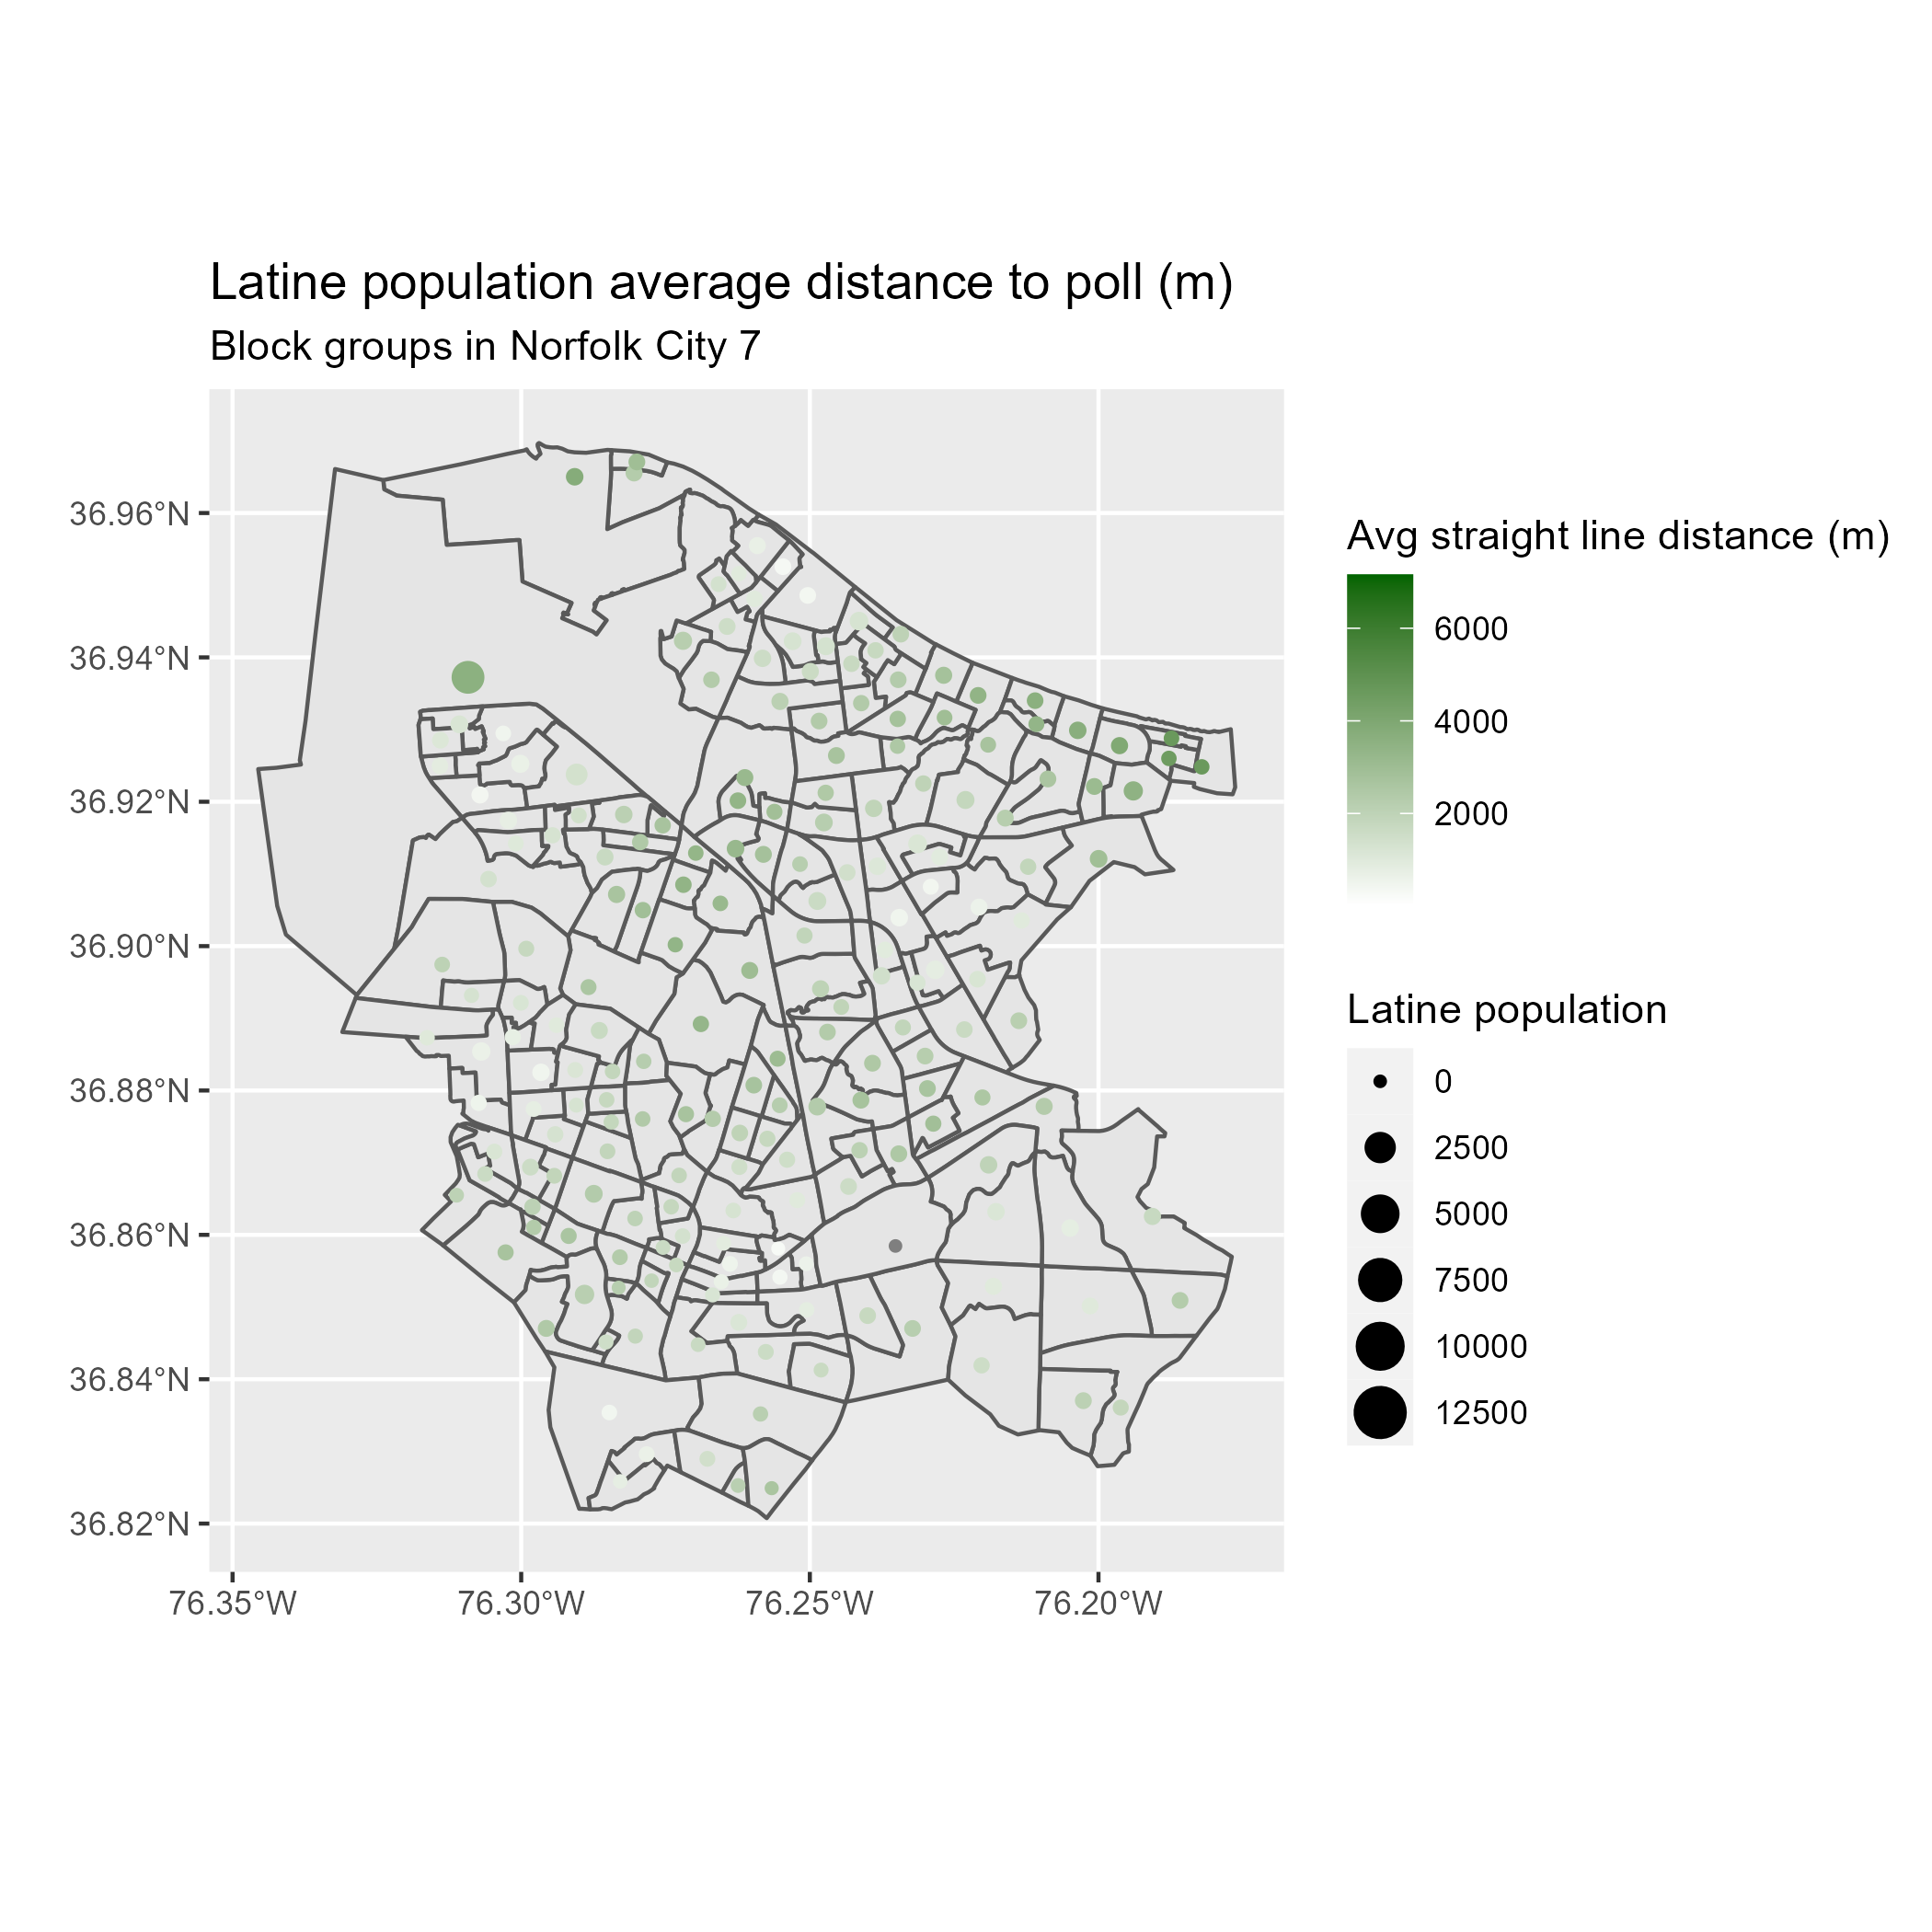 Latine population average distance to poll (m)
Block groups in Norfolk City 7
36.96°N
36.94°N
36.92°N
36.90°N
36.88°N
36.86°N
36.84°N
36.82°N
76.35°W
76.30°W
76.25°W
76.20°W
Avg straight line distance (m)
6000
4000
2000
Latine population
0
2500
5000
7500
10000
12500